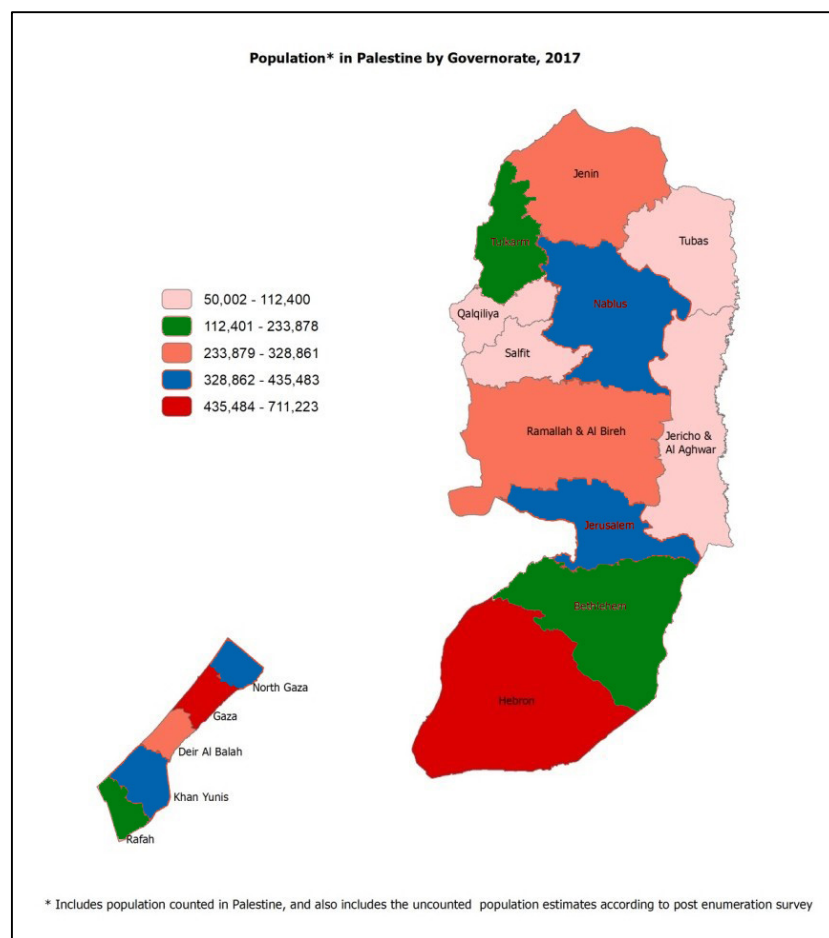 Population* in Palestine by Governorate, 2017
Jenin
Tubas
Tulkarm
Nablus
Qalqiliya
Salfit
50,002 - 112,400
112,401 - 233,878
233,879 - 328,861
328,862 - 435,483
435,484 - 711,223
Ramallah & Al Bireh
Jericho &
Al Aghwar
Jerusalem
Bethlehem
Hebron
North Gaza
Gaza
Deir Al Balah
Khan Yunis
Rafah
* Includes population counted in Palestine, and also includes the uncounted population estimates according to post enumeration survey